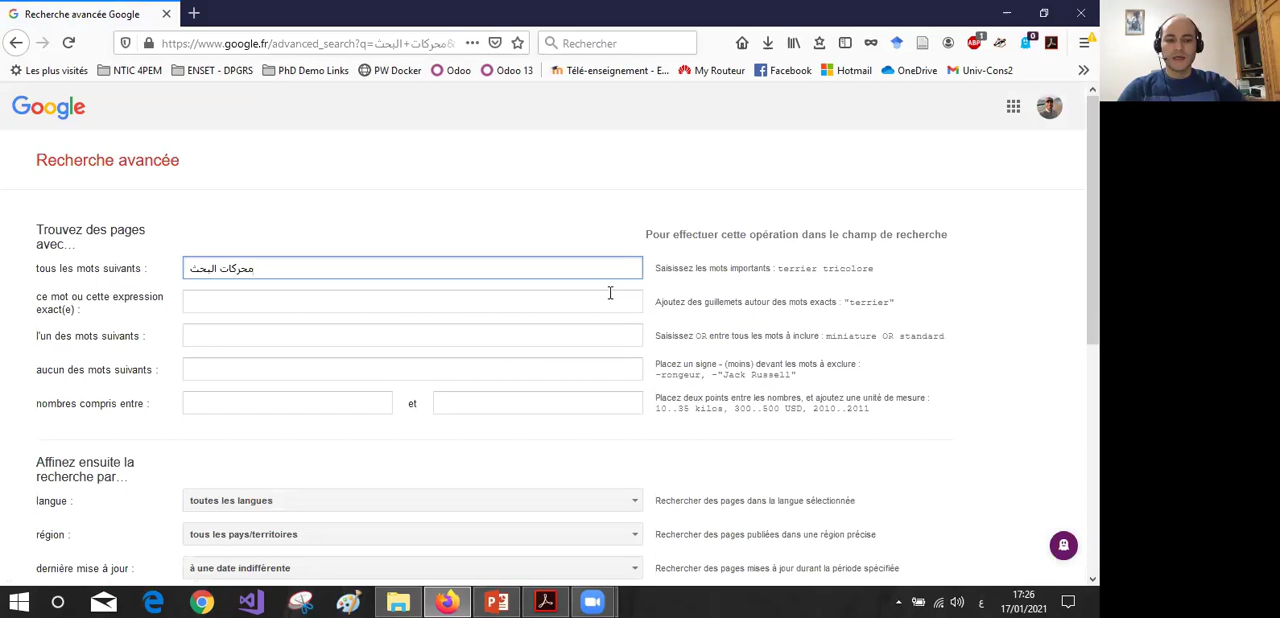 Recherche avancée Google
https://www.google.fr/advanced_search?q=محركات+البحث&
Rechercher
Les plus visités
NTIC 4PEM
ENSET - DPGRS
PhD Demo Links
PW Docker
Odoo
Odoo 13
Télé-enseignement - E...
My Routeur
Facebook
Hotmail
OneDrive
Univ-Cons2
Google
Recherche avancée
Trouvez des pages
avec...
Pour effectuer cette opération dans le champ de recherche
tous les mots suivants :
محركات البحث
Saisissez les mots importants : terrier tricolore
ce mot ou cette expression
exact(e) :
Ajoutez des guillemets autour des mots exacts : "terrier"
l'un des mots suivants :
Saisissez OR entre tous les mots à inclure : miniature OR standard
aucun des mots suivants :
Placez un signe - (moins) devant les mots à exclure :
-rongeur, -"Jack Russell"
nombres compris entre :
et
Placez deux points entre les nombres, et ajoutez une unité de mesure :
10..35 kilos, 300..500 USD, 2010..2011
Affinez ensuite la
recherche par...
langue :
toutes les langues
Rechercher des pages dans la langue sélectionnée
région :
tous les pays/territoires
Rechercher des pages publiées dans une région précise
dernière mise à jour :
à une date indifférente
Rechercher des pages mises à jour durant la période spécifiée
ع
17:26
17/01/2021